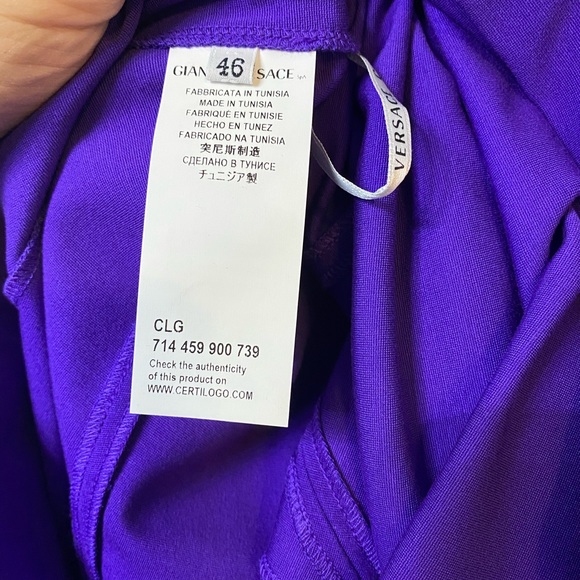 GIAN 46 SACE
FABBRICATA IN TUNISIA
MADE IN TUNISIA
FABRIQUÉ EN TUNISIE
HECHO EN TUNEZ
FABRICADO NA TUNÍSIA
突尼斯制造
СДЕЛАНО В ТУНИСЕ
チュニジア製
VERSACE
CLG
714 459 900 739
Check the authenticity
of this product on
WWW.CERTILOGO.COM